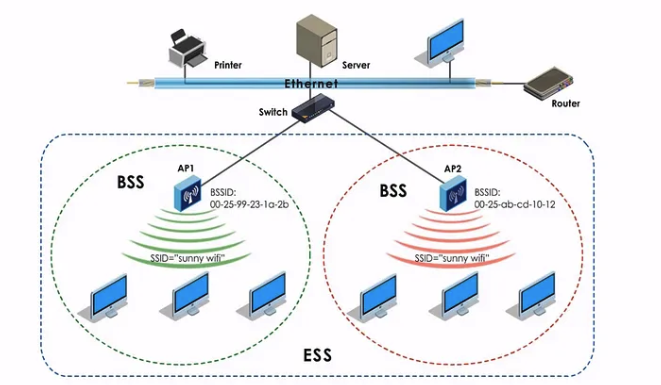 Printer
Server
Ethernet
Router
Switch
AP1
BSS
BSSID:
00-25-99-23-1a-2b
SSID="sunny wifi"
AP2
BSS
BSSID:
00-25-ab-cd-10-12
SSID="sunny wifi"
ESS